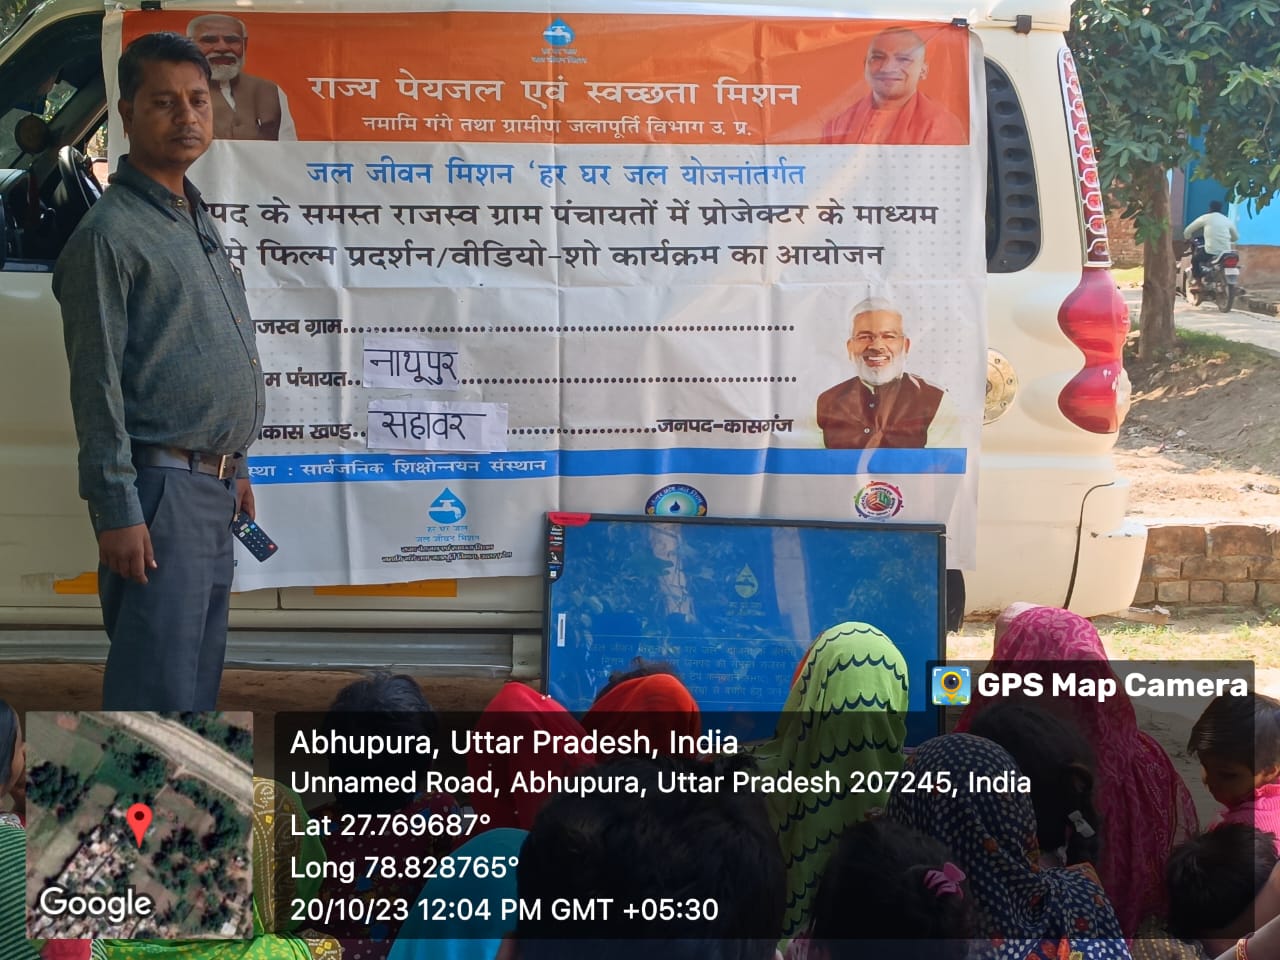 राज्य पेयजल एवं स्वच्छता मिशन
नमामि गंगे तथा ग्रामीण जलापूर्ति विभाग उ. प्र.
जल जीवन मिशन 'हर घर जल योजनांतर्गत
पद के समस्त राजस्व ग्राम पंचायतों में प्रोजेक्टर के माध्यम
से फिल्म प्रदर्शन/वीडियो-शो कार्यक्रम का आयोजन
राजस्व ग्राम
म पंचायत.. नाथूपुर
कास खण्ड.. सहावर जनपद-कासगंज
स्था : सार्वजनिक शिक्षोन्नयन संस्थान
हर घर जल
जल जीवन मिशन
GPS Map Camera
Abhupura, Uttar Pradesh, India
Unnamed Road, Abhupura, Uttar Pradesh 207245, India
Lat 27.769687°
Long 78.828765°
20/10/23 12:04 PM GMT +05:30
Google